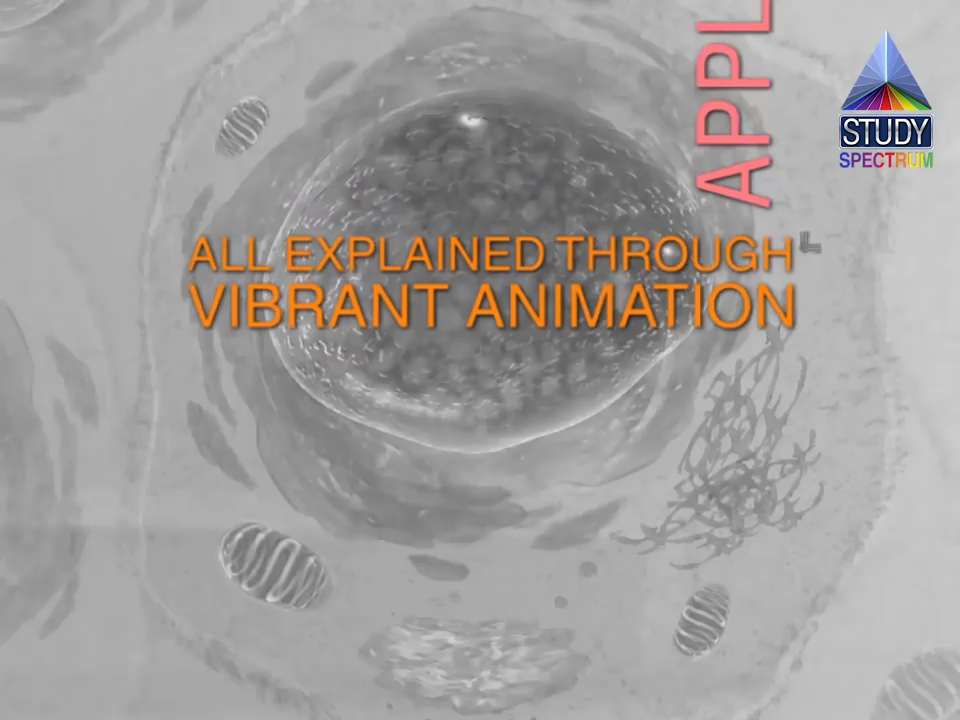 APPL
STUDY
SPECTRUM
ALL EXPLAINED THROUGH
VIBRANT ANIMATION